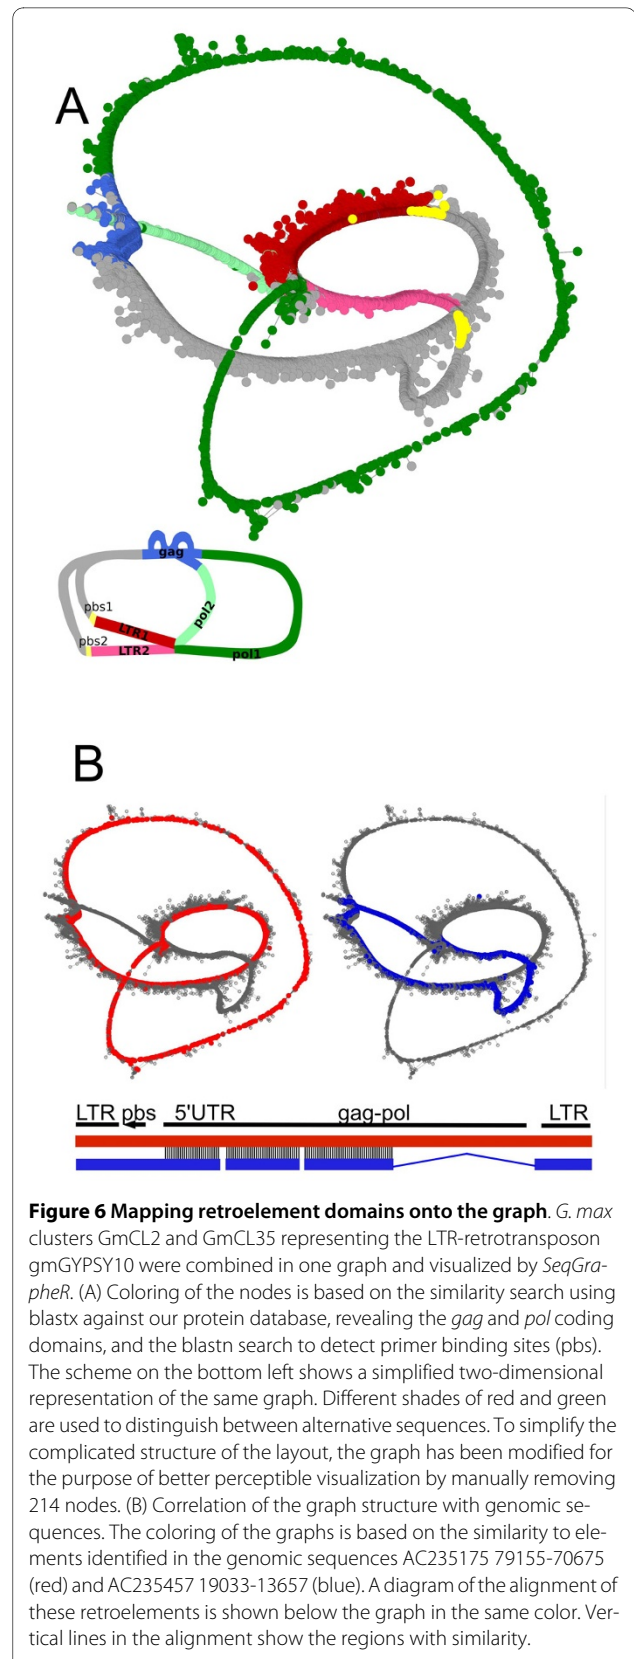 A
gag
pbs1
LTR1
pol2
pbs2
LTR2
pol1
B
LTR pbs 5'UTR gag-pol LTR
Figure 6 Mapping retroelement domains onto the graph. G. max
clusters GmCL2 and GmCL35 representing the LTR-retrotransposon
gmGYPSY10 were combined in one graph and visualized by SeqGra-
pheR. (A) Coloring of the nodes is based on the similarity search using
blastx against our protein database, revealing the gag and pol coding
domains, and the blastn search to detect primer binding sites (pbs).
The scheme on the bottom left shows a simplified two-dimensional
representation of the same graph. Different shades of red and green
are used to distinguish between alternative sequences. To simplify the
complicated structure of the layout, the graph has been modified for
the purpose of better perceptible visualization by manually removing
214 nodes. (B) Correlation of the graph structure with genomic se-
quences. The coloring of the graphs is based on the similarity to ele-
ments identified in the genomic sequences AC235175 79155-70675
(red) and AC235457 19033-13657 (blue). A diagram of the alignment of
these retroelements is shown below the graph in the same color. Ver-
tical lines in the alignment show the regions with similarity.